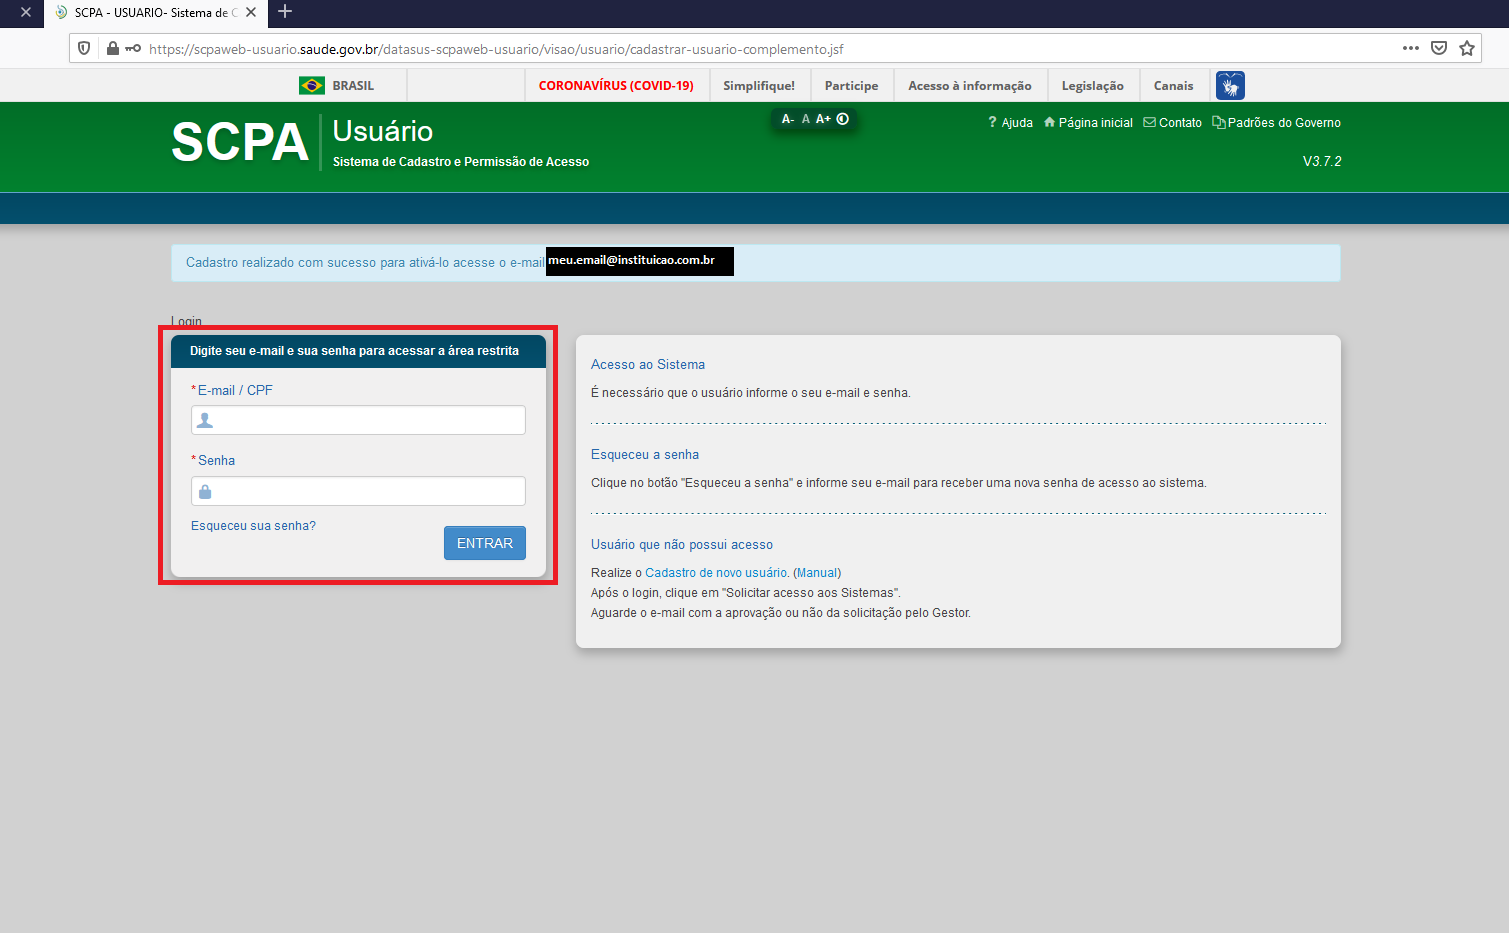 SCPA - USUARIO- Sistema de C
https://scpaweb-usuario.saude.gov.br/datasus-scpaweb-usuario/visao/usuario/cadastrar-usuario-complemento.jsf
BRASIL
CORONAVÍRUS (COVID-19)
Simplifique!
Participe
Acesso à informação
Legislação
Canais
SCPA
Usuário
Sistema de Cadastro e Permissão de Acesso
A- A A+
? Ajuda
Página inicial
Contato
Padrões do Governo
V3.7.2
Cadastro realizado com sucesso para ativá-lo acesse o e-mail meu.email@instituicao.com.br
Login
Digite seu e-mail e sua senha para acessar a área restrita
*E-mail / CPF
*Senha
Esqueceu sua senha?
ENTRAR
Acesso ao Sistema
É necessário que o usuário informe o seu e-mail e senha.
Esqueceu a senha
Clique no botão "Esqueceu a senha" e informe seu e-mail para receber uma nova senha de acesso ao sistema.
Usuário que não possui acesso
Realize o Cadastro de novo usuário. (Manual)
Após o login, clique em "Solicitar acesso aos Sistemas".
Aguarde o e-mail com a aprovação ou não da solicitação pelo Gestor.